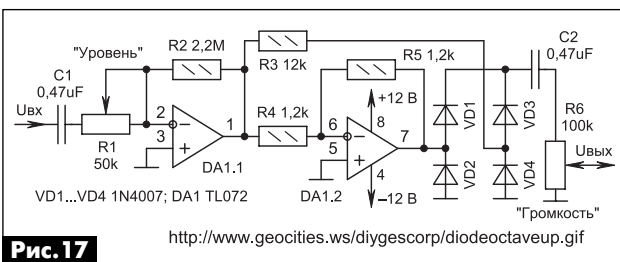 "Уровень"
R2 2,2M
R3 12k
R5 1,2k
C2
0,47uF
C1
0,47uF
Uвх
R1
50k
2
3
1
DA1.1
R4 1,2k
6
5
+12 В
8
7
4
–12 В
DA1.2
VD1
VD2
VD3
VD4
R6
100k
Uвых
"Громкость"
VD1...VD4 1N4007; DA1 TL072
Рис.17
http://www.geocities.ws/diygescorp/diodeoctaveup.gif